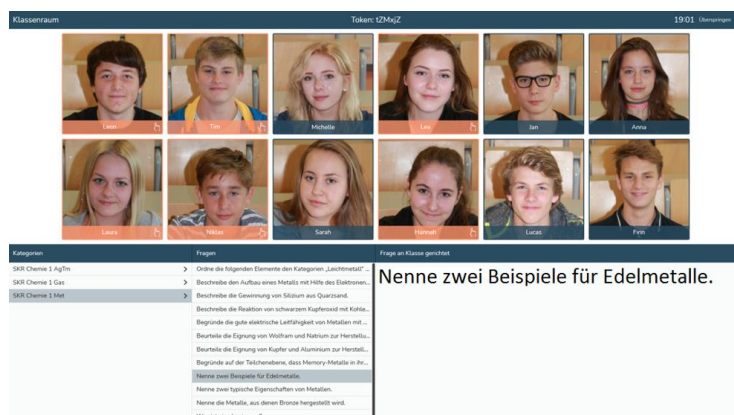 Klassenraum Token: tZMxjZ 19:01 Überspringen
Leon Tim Michelle Lea Jan Anna
Laura Niklas Sarah Hannah Lucas Finn
Kategorien Fragen Frage an Klasse gerichtet
SKR Chemie 1 AgTm
SKR Chemie 1 Gas
SKR Chemie 1 Met
Ordne die folgenden Elemente den Kategorien „Leichtmetall" ...
Beschreibe den Aufbau eines Metalls mit Hilfe des Elektronen...
Beschreibe die Gewinnung von Silizium aus Quarzsand.
Beschreibe die Reaktion von schwarzem Kupferoxid mit Kohle...
Begründe die gute elektrische Leitfähigkeit von Metallen mit ...
Beurteile die Eignung von Wolfram und Natrium zur Herstellu...
Beurteile die Eignung von Kupfer und Aluminium zur Herstell...
Begründe auf der Teilchenebene, dass Memory-Metalle in ihr...
Nenne zwei Beispiele für Edelmetalle.
Nenne zwei typische Eigenschaften von Metallen.
Nenne die Metalle, aus denen Bronze hergestellt wird.
Nenne zwei Beispiele für Edelmetalle.